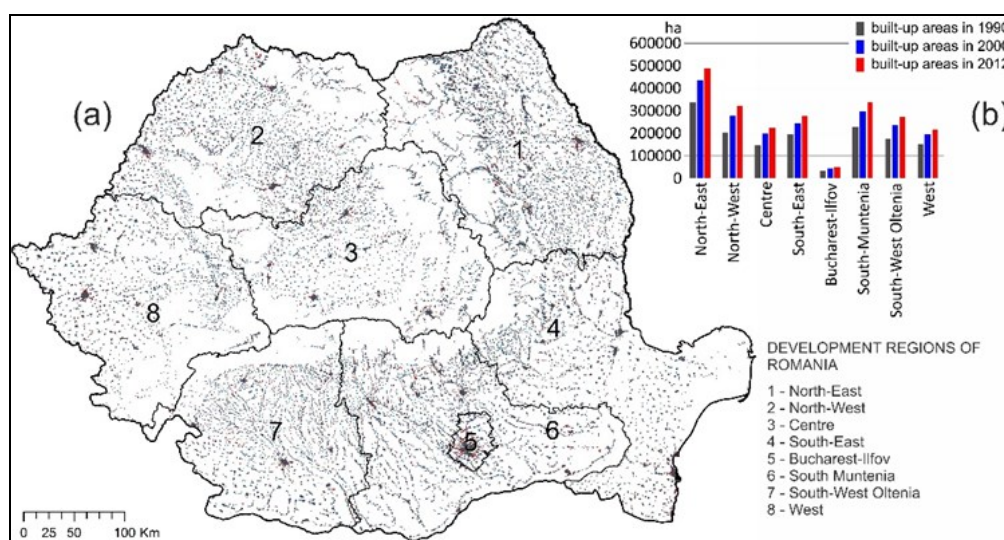 (a)
1
2
3
4
5
6
7
8
0 25 50 100 Km
ha
600000
500000
400000
300000
200000
100000
0
built-up areas in 1990
built-up areas in 2006
built-up areas in 2012
(b)
North-East
North-West
Centre
South-East
Bucharest-Ilfov
South-Muntenia
South-West Oltenia
West
DEVELOPMENT REGIONS OF
ROMANIA
1 - North-East
2 - North-West
3 - Centre
4 - South-East
5 - Bucharest-Ilfov
6 - South Muntenia
7 - South-West Oltenia
8 - West